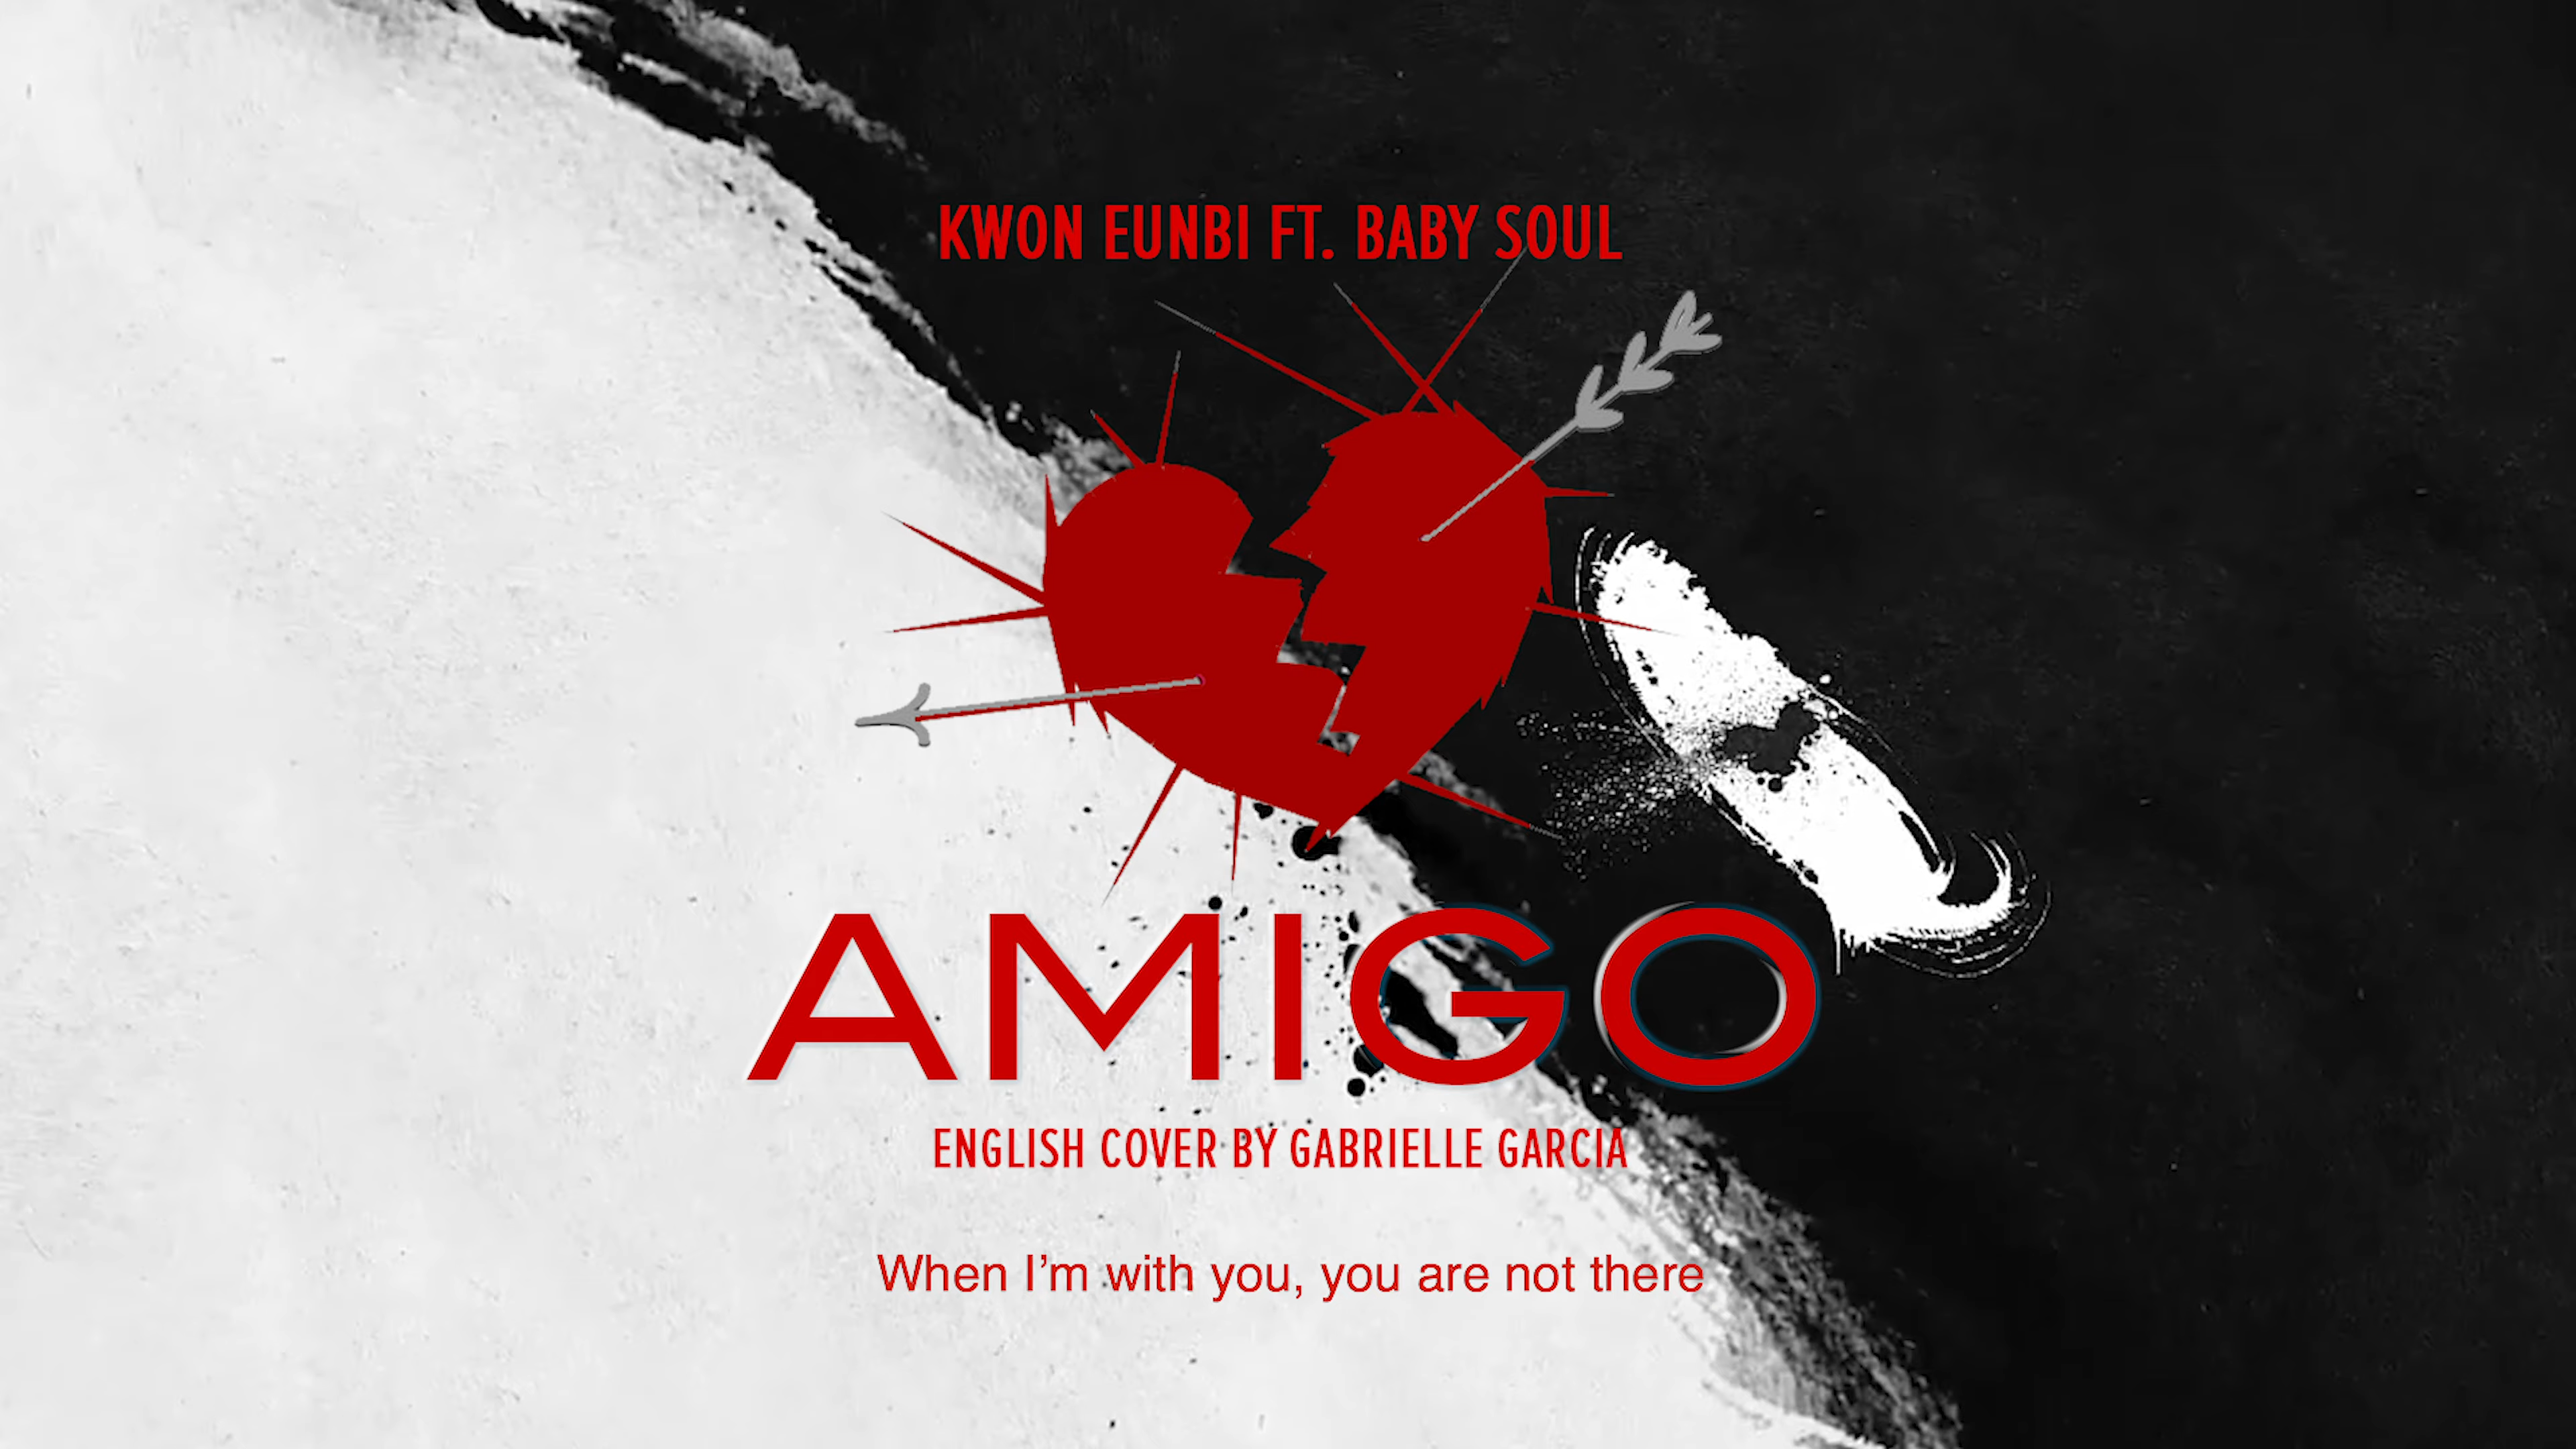 KWON EUNBI FT. BABY SOUL
AMIGO
ENGLISH COVER BY GABRIELLE GARCIA
When I’m with you, you are not there